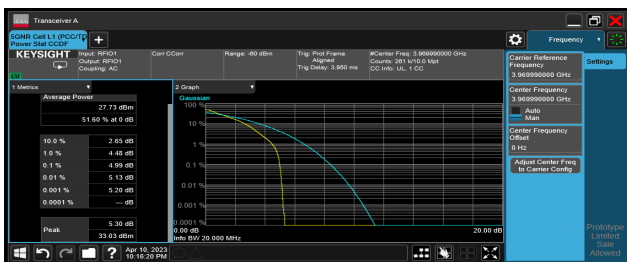 Transceiver A
5GNR Cell L1 (PCC/TD
Power Stat CCDF
Frequency
KEYSIGHT
Input: RFIO1
Output: RFIO1
Coupling: AC
Corr CCorr
Range: -80 dBm
Trig: Prot Frame
Aligned
Trig Delay: 3.950 ms
#Center Freq: 3.969990000 GHz
Counts: 261 k/10.0 Mpt
CC Info: UL, 1 CC
LM
1 Metrics
Average Power
27.73 dBm
51.60 % at 0 dB
10.0 % 2.65 dB
1.0 % 4.48 dB
0.1 % 4.99 dB
0.01 % 5.13 dB
0.001 % 5.20 dB
0.0001 % --- dB
Peak
5.30 dB
33.03 dBm
2 Graph
Gaussian
100 %
10 %
1 %
0.1 %
0.01 %
0.001 %
0.0001 %
0.00 dB 20.00 dB
Info BW 20.000 MHz
Carrier Reference
Frequency
3.969990000 GHz
Center Frequency
3.969990000 GHz
Auto
Man
Center Frequency
Offset
0 Hz
Adjust Center Freq
to Carrier Config
Settings
Prototype
Limited
Sale
Allowed
?
Apr 10, 2023
10:16:20 PM